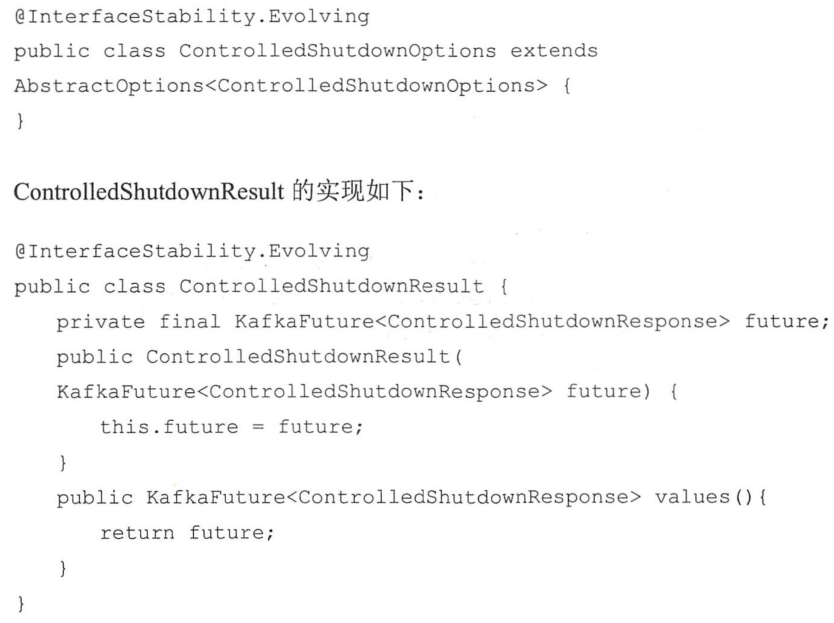 @InterfaceStability.Evolving
public class ControlledShutdownOptions extends
AbstractOptions<ControlledShutdownOptions> {
}
ControlledShutdownResult 的实现如下：
@InterfaceStability.Evolving
public class ControlledShutdownResult {
    private final KafkaFuture<ControlledShutdownResponse> future;
    public ControlledShutdownResult(
    KafkaFuture<ControlledShutdownResponse> future) {
        this.future = future;
    }
    public KafkaFuture<ControlledShutdownResponse> values(){
        return future;
    }
}